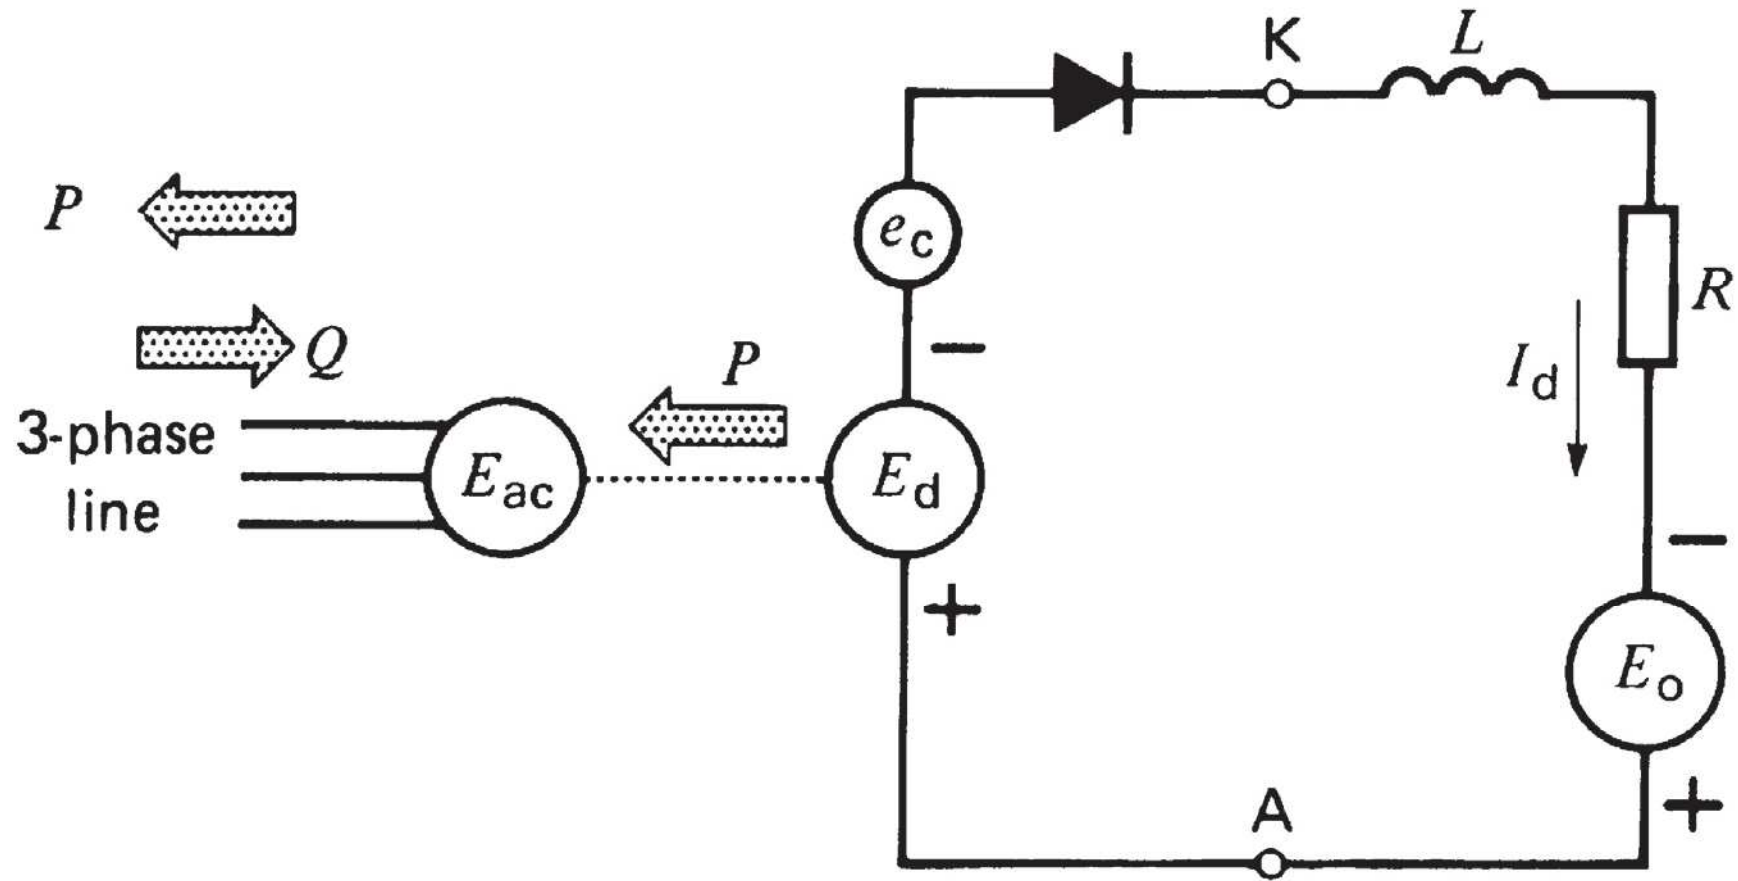 K
L
P
e_c
−
Q
R
P
I_d
3-phase
line
E_ac
E_d
−
+
E_o
A
+